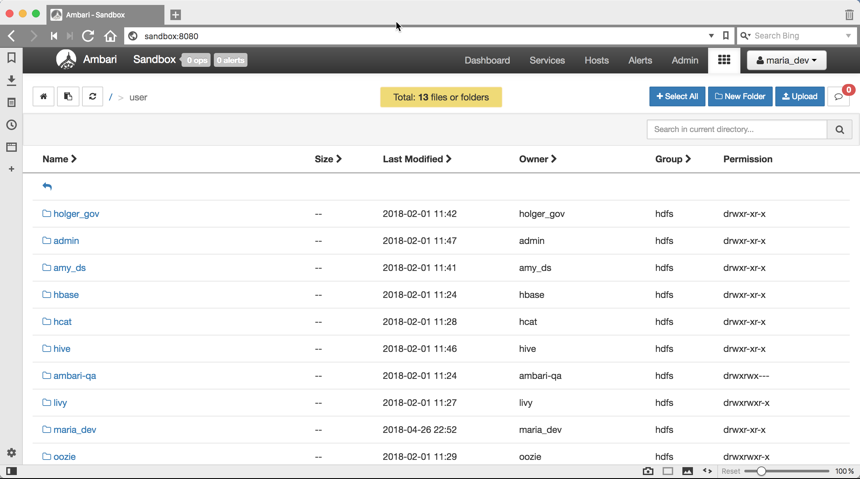 Ambari - Sandbox
sandbox:8080
Search Bing
Ambari Sandbox 0 ops 0 alerts Dashboard Services Hosts Alerts Admin maria_dev
/ > user Total: 13 files or folders Select All New Folder Upload 0
Search in current directory...
Name Size Last Modified Owner Group Permission
holger_gov -- 2018-02-01 11:42 holger_gov hdfs drwxr-xr-x
admin -- 2018-02-01 11:47 admin hdfs drwxr-xr-x
amy_ds -- 2018-02-01 11:41 amy_ds hdfs drwxr-xr-x
hbase -- 2018-02-01 11:24 hbase hdfs drwxr-xr-x
hcat -- 2018-02-01 11:28 hcat hdfs drwxr-xr-x
hive -- 2018-02-01 11:46 hive hdfs drwxr-xr-x
ambari-qa -- 2018-02-01 11:24 ambari-qa hdfs drwxrwx---
livy -- 2018-02-01 11:27 livy hdfs drwxrwxr-x
maria_dev -- 2018-04-26 22:52 maria_dev hdfs drwxr-xr-x
oozie -- 2018-02-01 11:29 oozie hdfs drwxrwxr-x
Reset 100 %